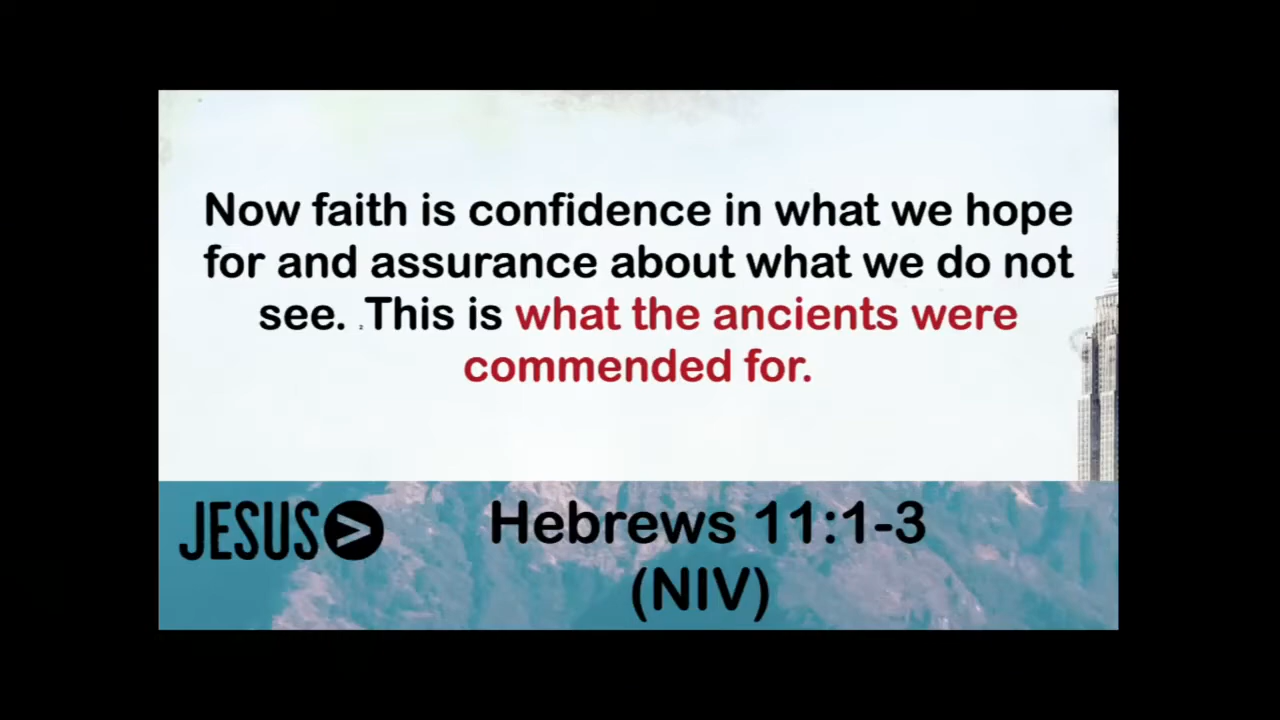 Now faith is confidence in what we hope
for and assurance about what we do not
see. 2 This is what the ancients were
commended for.
JESUS>
Hebrews 11:1-3
(NIV)